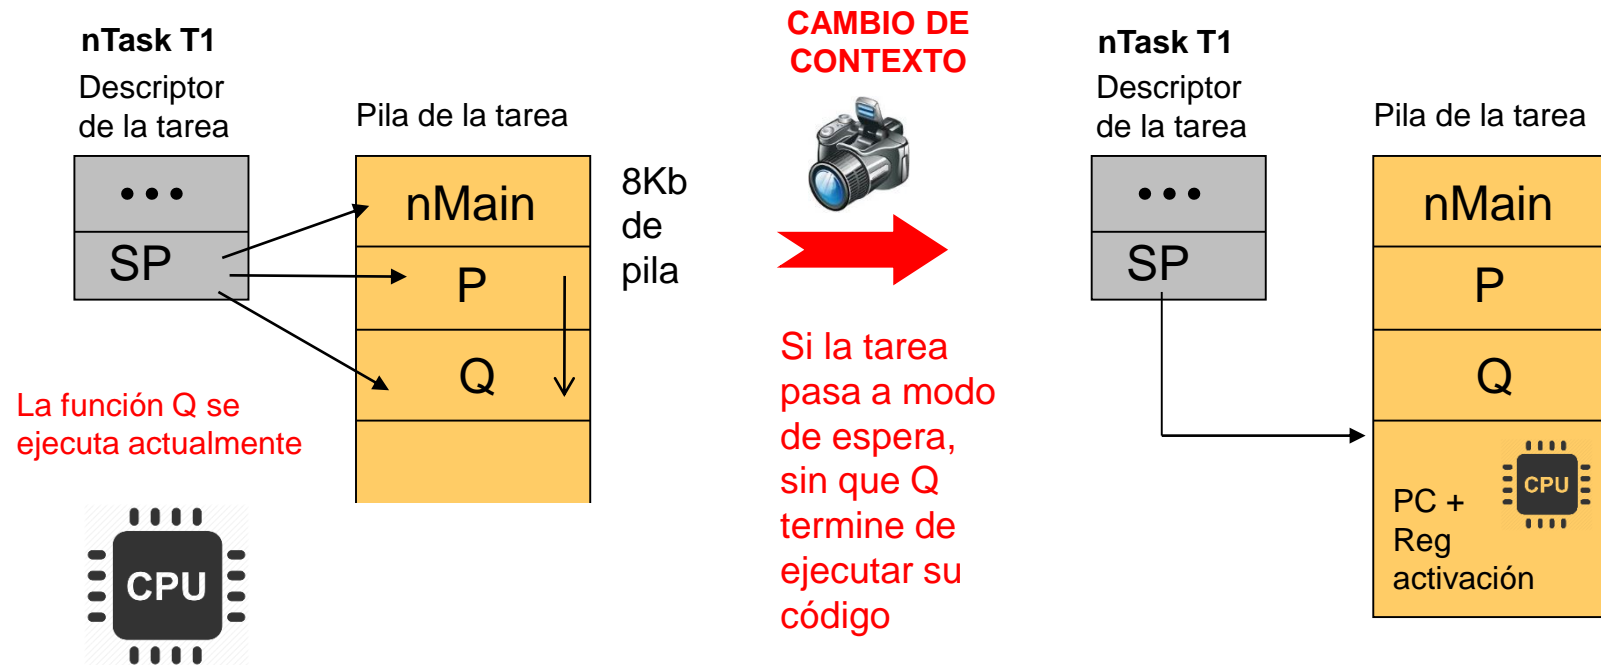 nTask T1
Descriptor
de la tarea
Pila de la tarea
•••
SP
nMain
P
Q
8Kb
de
pila
La función Q se
ejecuta actualmente
CPU
CAMBIO DE
CONTEXTO
Si la tarea
pasa a modo
de espera,
sin que Q
termine de
ejecutar su
código
nTask T1
Descriptor
de la tarea
Pila de la tarea
•••
SP
nMain
P
Q
CPU
PC +
Reg
activación